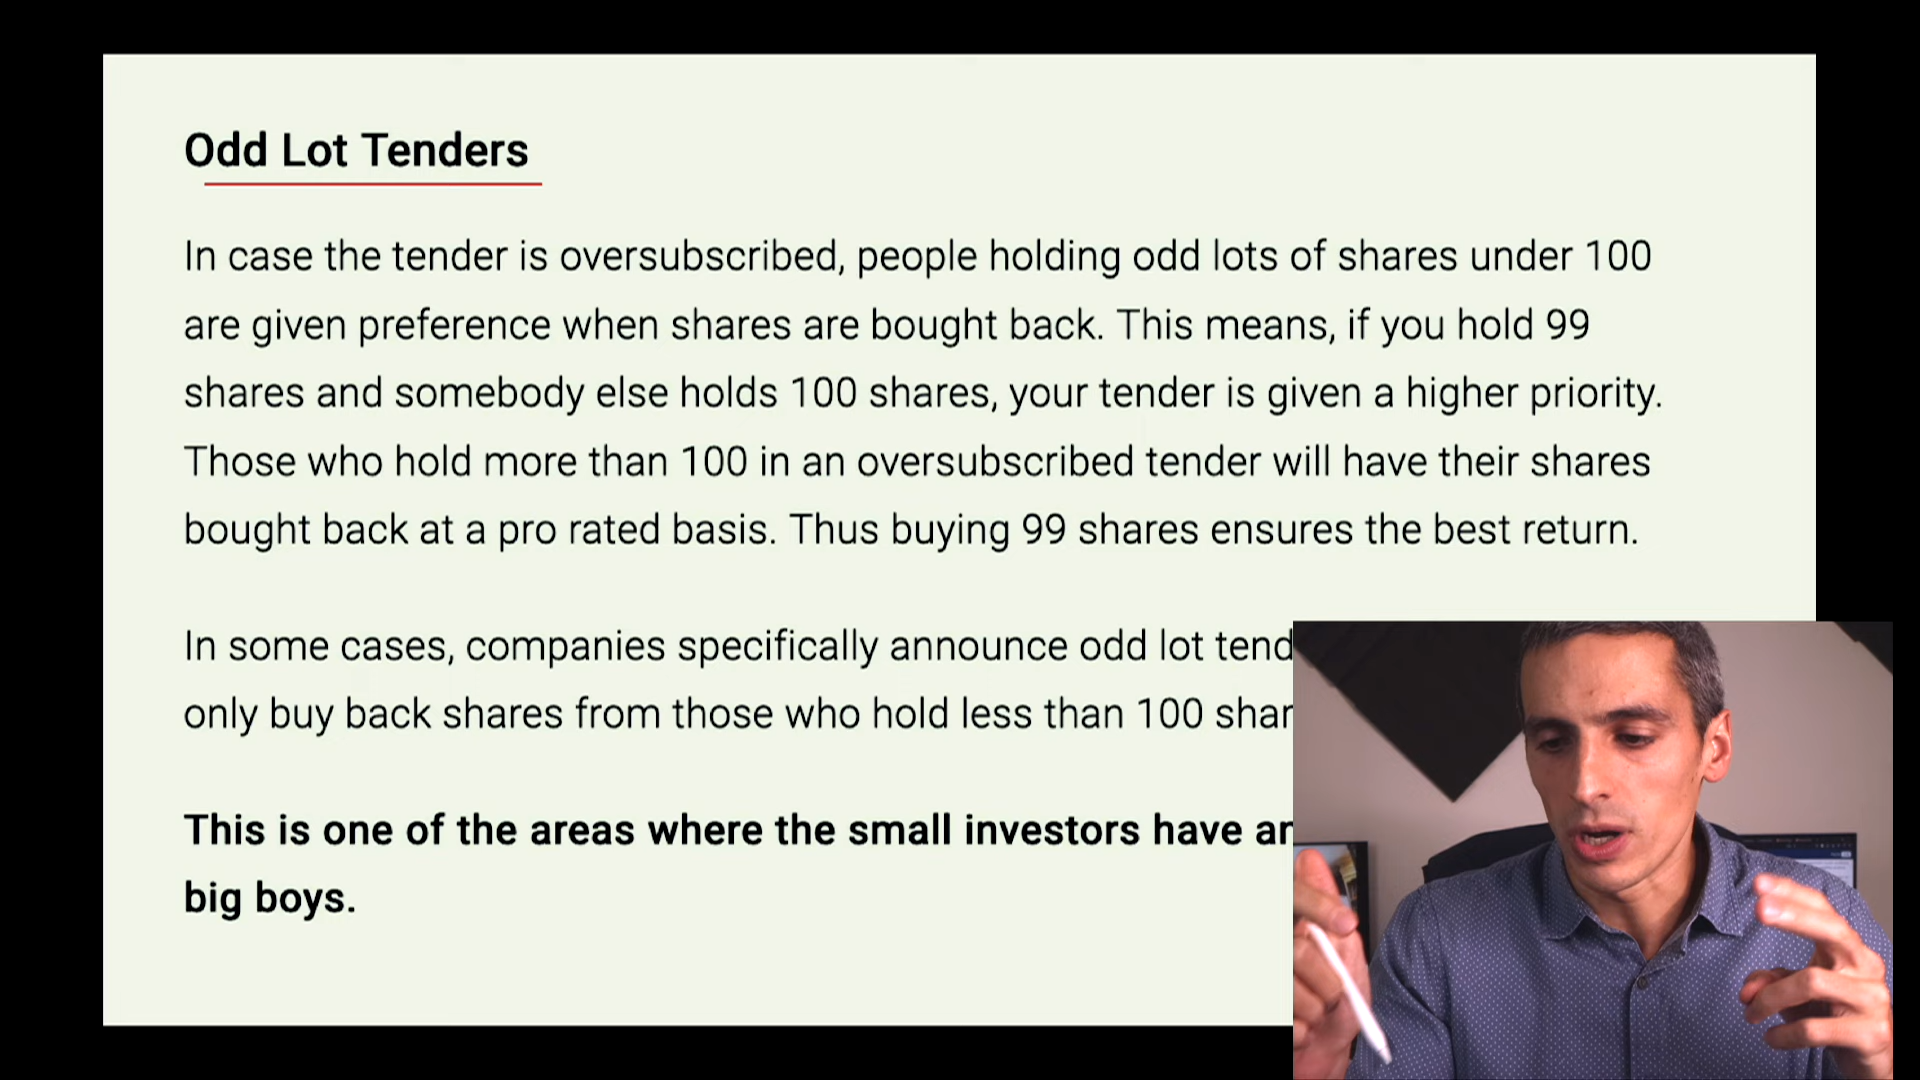 Odd Lot Tenders
In case the tender is oversubscribed, people holding odd lots of shares under 100
are given preference when shares are bought back. This means, if you hold 99
shares and somebody else holds 100 shares, your tender is given a higher priority.
Those who hold more than 100 in an oversubscribed tender will have their shares
bought back at a pro rated basis. Thus buying 99 shares ensures the best return.
In some cases, companies specifically announce odd lot tend
only buy back shares from those who hold less than 100 shar
This is one of the areas where the small investors have an
big boys.